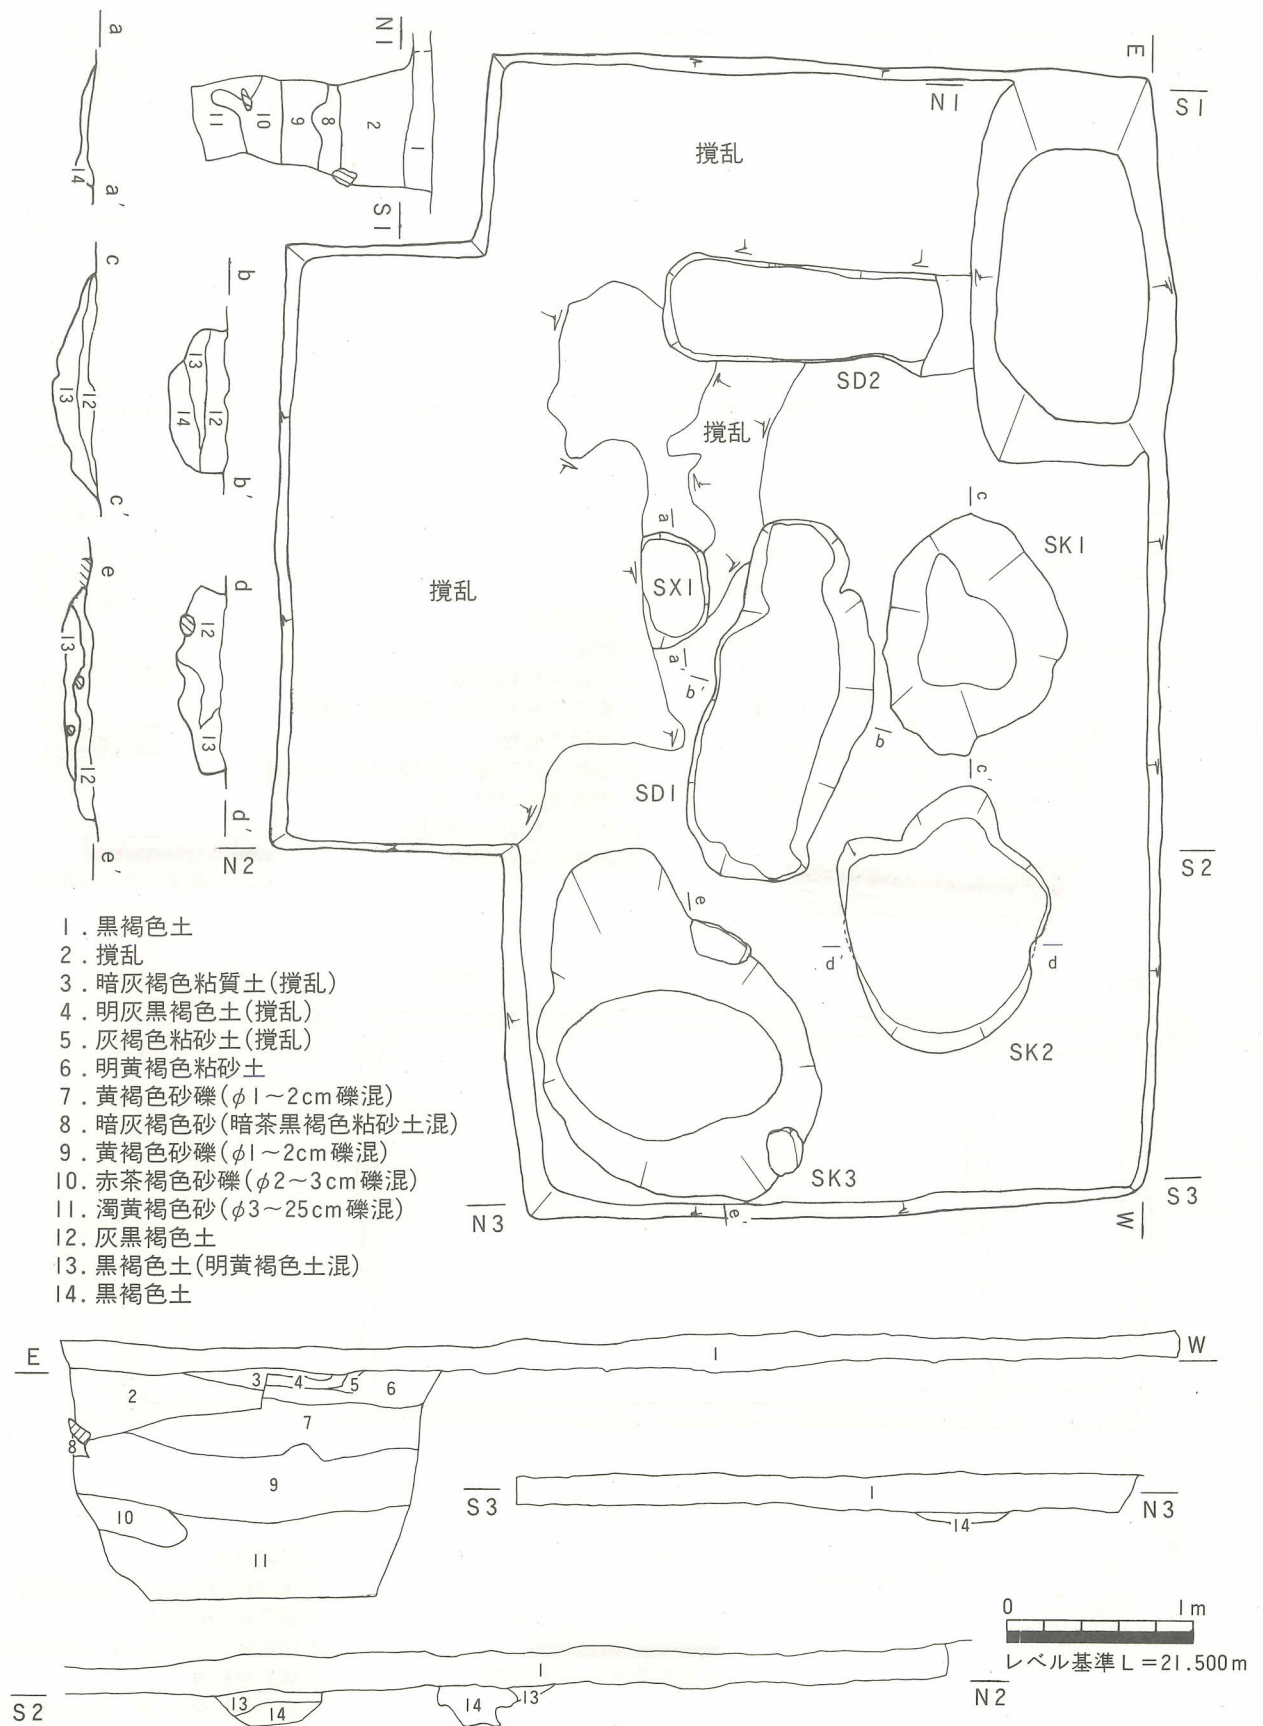 a
14
a'
N1
11
10
9
8
2
1
S1
c
12
13
c'
b
13
12
14
b'
e
13
12
e'
d
12
13
d'
N2
E
S1
N1
攪乱
SD2
攪乱
c
SK1
a
SX1
攪乱
a'
b'
b
c'
SD1
S2
e
d'
d
SK2
SK3
S3
N3
e'
W
1. 黒褐色土
2. 攪乱
3. 暗灰褐色粘質土(攪乱)
4. 明灰黒褐色土(攪乱)
5. 灰褐色粘砂土(攪乱)
6. 明黄褐色粘砂土
7. 黄褐色砂礫(φ1～2cm礫混)
8. 暗灰褐色砂(暗茶黒褐色粘砂土混)
9. 黄褐色砂礫(φ1～2cm礫混)
10. 赤茶褐色砂礫(φ2～3cm礫混)
11. 濁黄褐色砂(φ3～25cm礫混)
12. 灰黒褐色土
13. 黒褐色土(明黄褐色土混)
14. 黒褐色土
E
1
W
2
3
4
5
6
7
8
9
10
11
S3
1
14
N3
0 1m
レベル基準L=21.500m
S2
1
13
14
14
13
N2